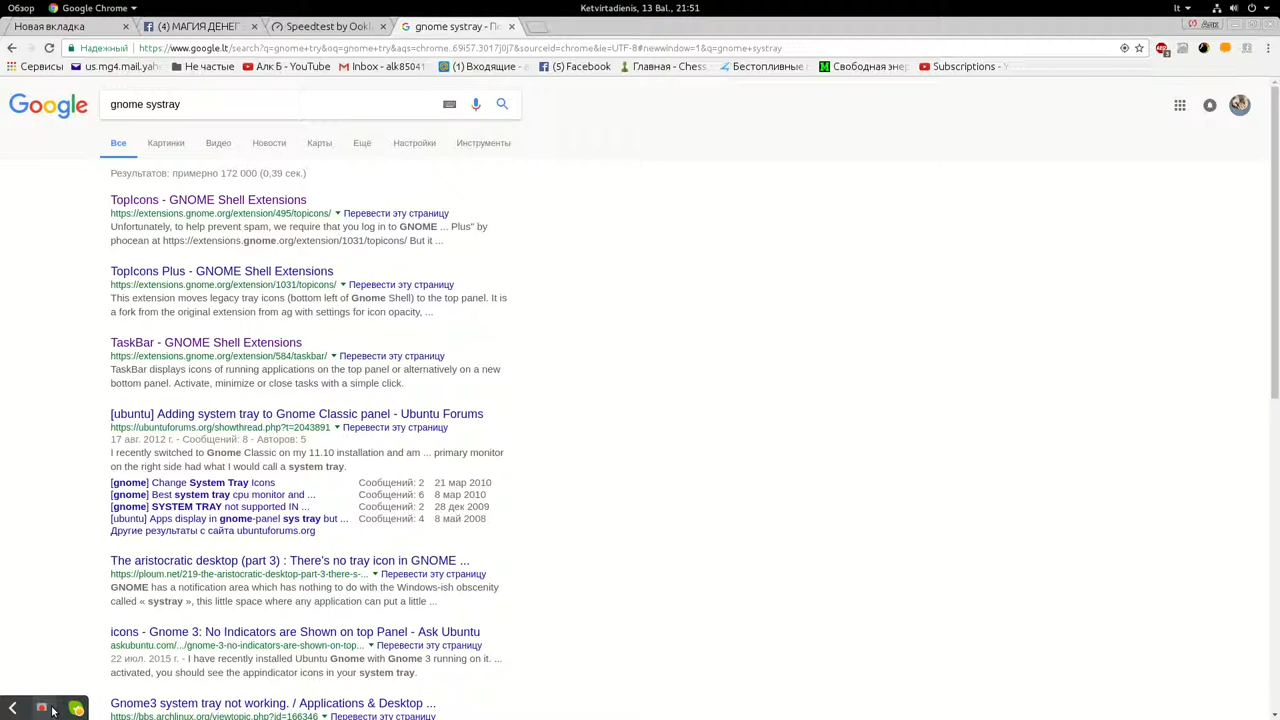 Обзор Google Chrome Ketvirtadienis, 13 Bal., 21:51 lt
Новая вкладка × (4) МАГИЯ ДЕНЕГ × Speedtest by Ookl × gnome systray - По × Алк
Надежный https://www.google.lt/search?q=gnome+try&oq=gnome+try&aqs=chrome..69i57.3017j0j7&sourceid=chrome&ie=UTF-8#newwindow=1&q=gnome+systray
Сервисы us.mg4.mail.yaho Не частые Алк Б - YouTube Inbox - alk85041 (1) Входящие - (5) Facebook Главная - Chess Бестопливные Свободная энер Subscriptions - Y
Google gnome systray
Все Картинки Видео Новости Карты Ещё Настройки Инструменты
Результатов: примерно 172 000 (0,39 сек.)
TopIcons - GNOME Shell Extensions
https://extensions.gnome.org/extension/495/topicons/ Перевести эту страницу
Unfortunately, to help prevent spam, we require that you log in to GNOME ... Plus" by
phocean at https://extensions.gnome.org/extension/1031/topicons/ But it ...
TopIcons Plus - GNOME Shell Extensions
https://extensions.gnome.org/extension/1031/topicons/ Перевести эту страницу
This extension moves legacy tray icons (bottom left of Gnome Shell) to the top panel. It is
a fork from the original extension from ag with settings for icon opacity, ...
TaskBar - GNOME Shell Extensions
https://extensions.gnome.org/extension/584/taskbar/ Перевести эту страницу
TaskBar displays icons of running applications on the top panel or alternatively on a new
bottom panel. Activate, minimize or close tasks with a simple click.
[ubuntu] Adding system tray to Gnome Classic panel - Ubuntu Forums
https://ubuntuforums.org/showthread.php?t=2043891 Перевести эту страницу
17 авг. 2012 г. - Сообщений: 8 - Авторов: 5
I recently switched to Gnome Classic on my 11.10 installation and am ... primary monitor
on the right side had what I would call a system tray.
[gnome] Change System Tray Icons Сообщений: 2 21 мар 2010
[gnome] Best system tray cpu monitor and ... Сообщений: 6 8 мар 2010
[gnome] SYSTEM TRAY not supported IN ... Сообщений: 2 28 дек 2009
[ubuntu] Apps display in gnome-panel sys tray but ... Сообщений: 4 8 май 2008
Другие результаты с сайта ubuntuforums.org
The aristocratic desktop (part 3) : There's no tray icon in GNOME ...
https://ploum.net/219-the-aristocratic-desktop-part-3-there-s-... Перевести эту страницу
GNOME has a notification area which has nothing to do with the Windows-ish obscenity
called « systray », this little space where any application can put a little ...
icons - Gnome 3: No Indicators are Shown on top Panel - Ask Ubuntu
askubuntu.com/.../gnome-3-no-indicators-are-shown-on-top... Перевести эту страницу
22 июл. 2015 г. - I have recently installed Ubuntu Gnome with Gnome 3 running on it. ...
activated, you should see the appindicator icons in your system tray.
Gnome3 system tray not working. / Applications & Desktop ...
https://bbs.archlinux.org/viewtopic.php?id=166346 Перевести эту страницу